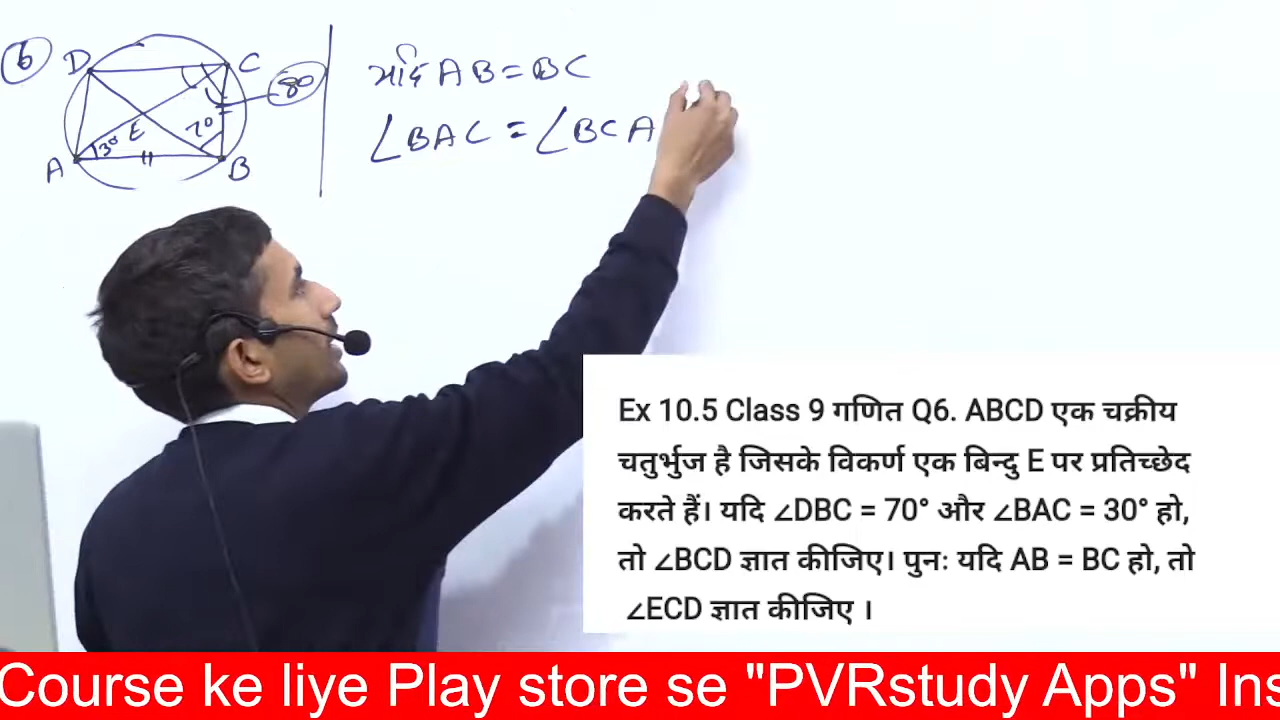 6
D C
80
E
30
70
A B
यदि AB = BC
∠BAC = ∠BCA
Ex 10.5 Class 9 गणित Q6. ABCD एक चक्रीय
चतुर्भुज है जिसके विकर्ण एक बिन्दु E पर प्रतिच्छेद
करते हैं। यदि ∠DBC = 70° और ∠BAC = 30° हो,
तो ∠BCD ज्ञात कीजिए। पुनः यदि AB = BC हो, तो
∠ECD ज्ञात कीजिए ।
Course ke liye Play store se "PVRstudy Apps" Ins